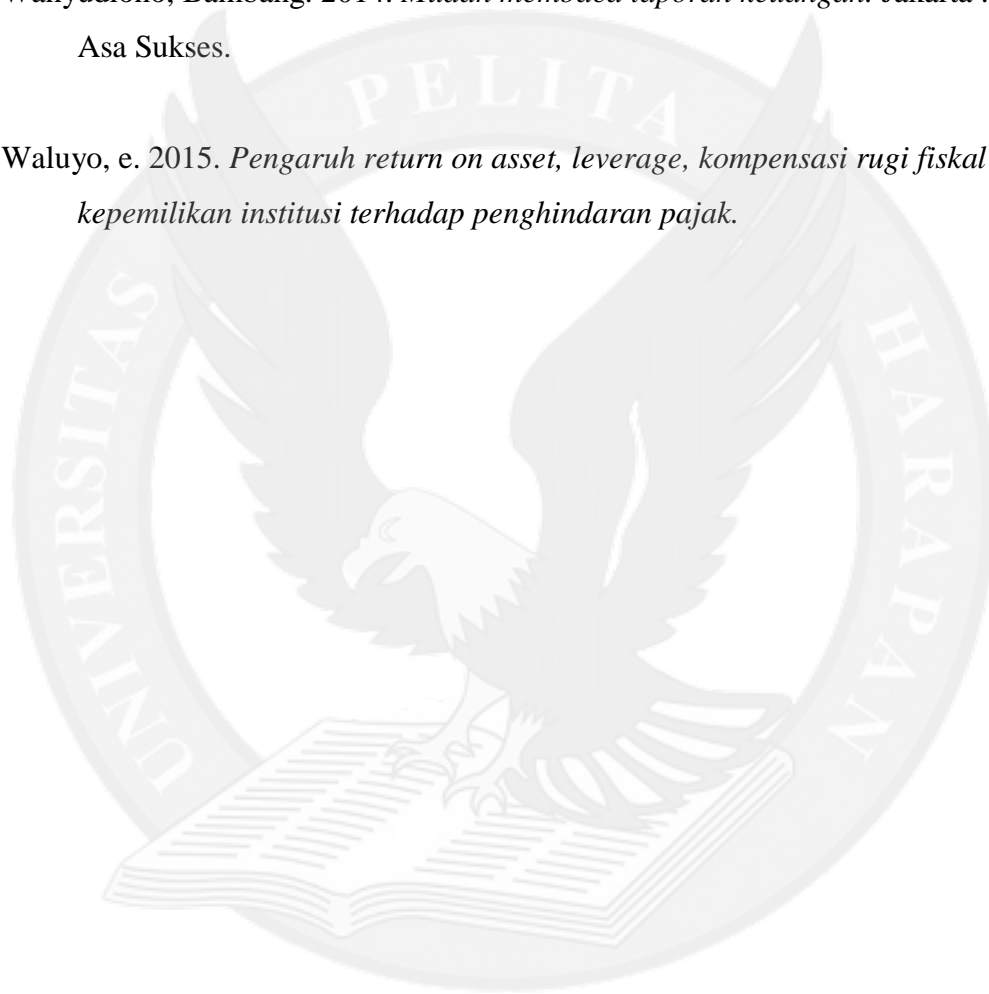 Asa Sukses.
Waluyo, e. 2015. Pengaruh return on asset, leverage, kompensasi rugi fiskal
kepemilikan institusi terhadap penghindaran pajak.
UNIVERSITAS PELITA HARAPAN